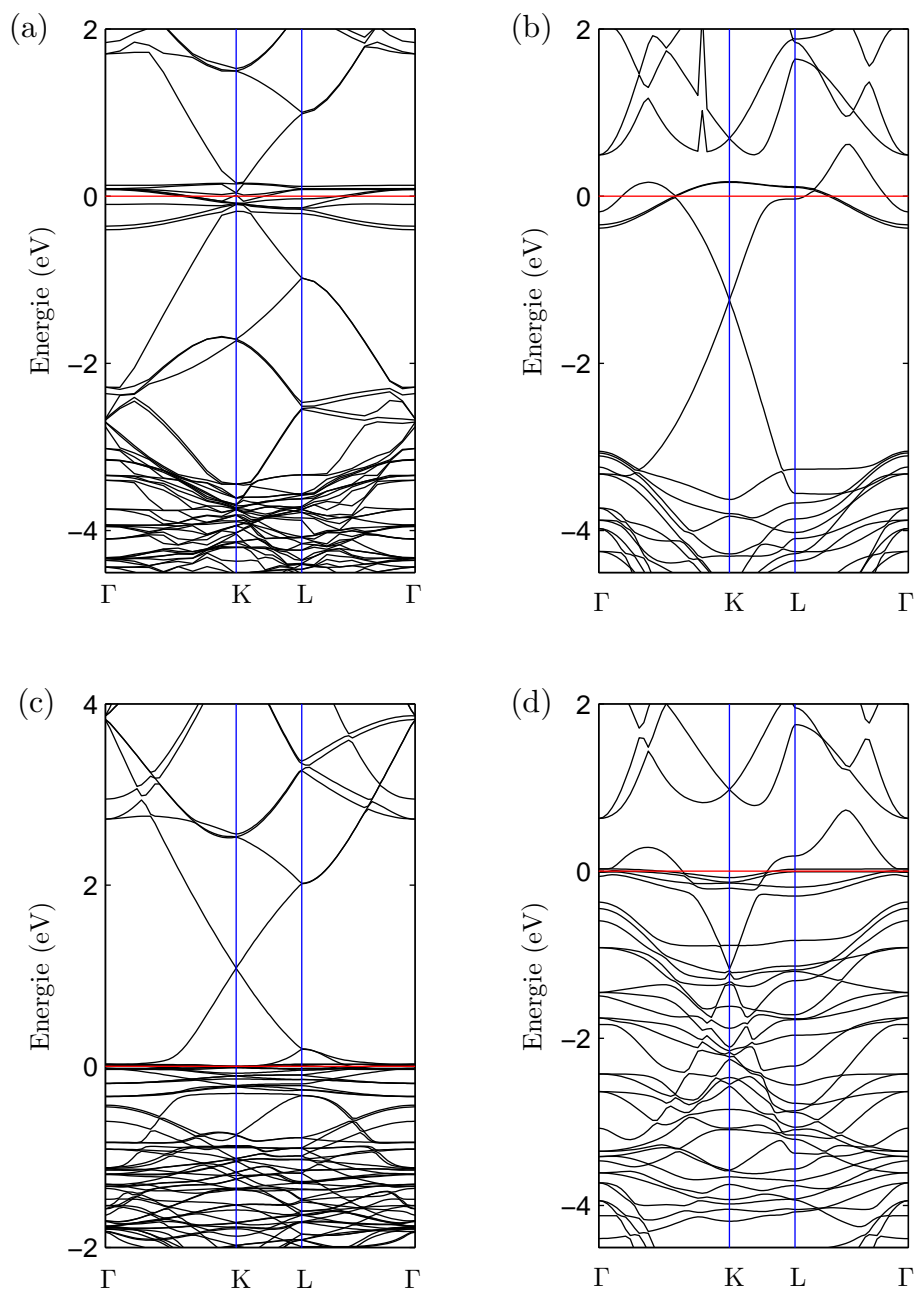 (a)
2
0
−2
−4
Energie (eV)
Γ K L Γ
(b)
2
0
−2
−4
Energie (eV)
Γ K L Γ
(c)
4
2
0
−2
Energie (eV)
Γ K L Γ
(d)
2
0
−2
−4
Energie (eV)
Γ K L Γ